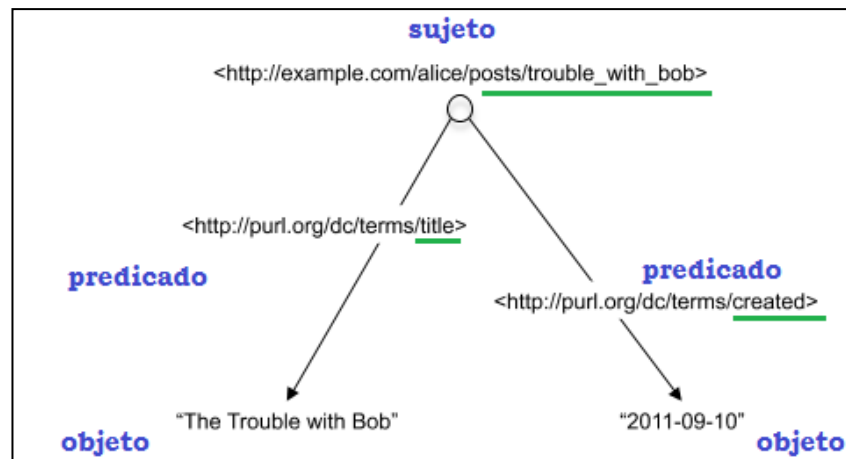 sujeto
<http://example.com/alice/posts/trouble_with_bob>
<http://purl.org/dc/terms/title>
predicado
predicado
<http://purl.org/dc/terms/created>
“The Trouble with Bob”
“2011-09-10”
objeto
objeto